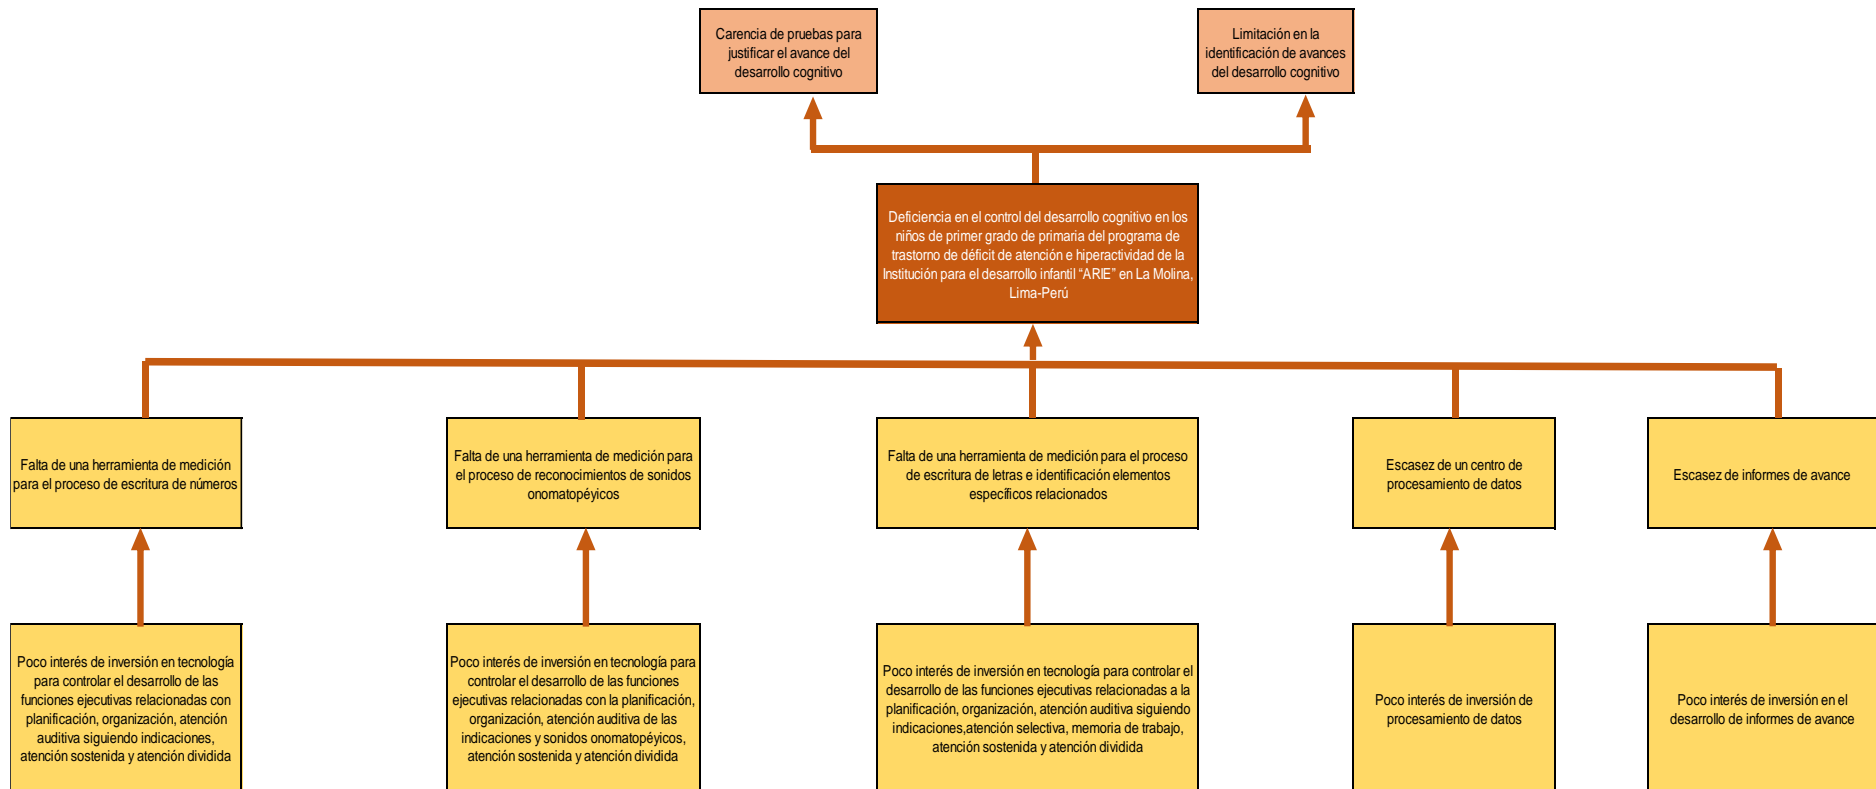 Carencia de pruebas para
justificar el avance del
desarrollo cognitivo
Limitación en la
identificación de avances
del desarrollo cognitivo
Deficiencia en el control del desarrollo cognitivo en los
niños de primer grado de primaria del programa de
trastorno de déficit de atención e hiperactividad de la
Institución para el desarrollo infantil “ARIE” en La Molina,
Lima-Perú
Falta de una herramienta de medición
para el proceso de escritura de números
Falta de una herramienta de medición para
el proceso de reconocimientos de sonidos
onomatopéyicos
Falta de una herramienta de medición para el proceso
de escritura de letras e identificación elementos
específicos relacionados
Escasez de un centro de
procesamiento de datos
Escasez de informes de avance
Poco interés de inversión en tecnología
para controlar el desarrollo de las
funciones ejecutivas relacionadas con
planificación, organización, atención
auditiva siguiendo indicaciones,
atención sostenida y atención dividida
Poco interés de inversión en tecnología para
controlar el desarrollo de las funciones
ejecutivas relacionadas con la planificación,
organización, atención auditiva de las
indicaciones y sonidos onomatopéyicos,
atención sostenida y atención dividida
Poco interés de inversión en tecnología para controlar el
desarrollo de las funciones ejecutivas relacionadas a la
planificación, organización, atención auditiva siguiendo
indicaciones,atención selectiva, memoria de trabajo,
atención sostenida y atención dividida
Poco interés de inversión de
procesamiento de datos
Poco interés de inversión en el
desarrollo de informes de avance